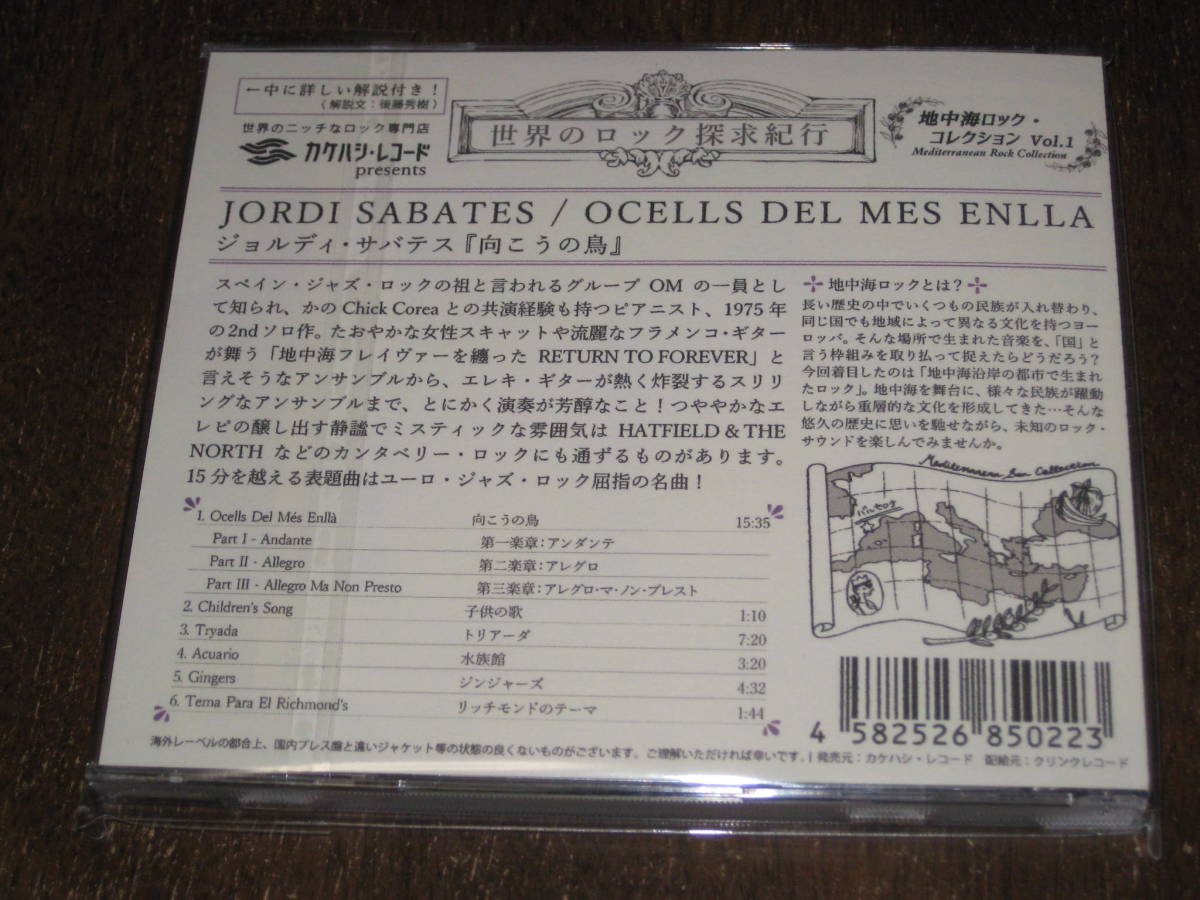 ←中に詳しい解説付き！
（解説文：後藤秀樹）
世界のニッチなロック専門店
カケハシ・レコード
presents
世界のロック探求紀行
地中海ロック・
コレクション Vol.1
Mediterranean Rock Collection
JORDI SABATES / OCELLS DEL MES ENLLA
ジョルディ・サバテス『向こうの鳥』
スペイン・ジャズ・ロックの祖と言われるグループ OM の一員とし
て知られ、かの Chick Corea との共演経験も持つピアニスト、1975 年
の2nd ソロ作。たおやかな女性スキャットや流麗なフラメンコ・ギター
が舞う「地中海フレイヴァーを纏った RETURN TO FOREVER」と
言えそうなアンサンブルから、エレキ・ギターが熱く炸裂するスリリ
ングなアンサンブルまで、とにかく演奏が芳醇なこと！つややかなエ
レピの醸し出す静謐でミスティックな雰囲気は HATFIELD & THE
NORTH などのカンタベリー・ロックにも通ずるものがあります。
15 分を越える表題曲はユーロ・ジャズ・ロック屈指の名曲！
地中海ロックとは？
長い歴史の中でいくつもの民族が入れ替わり、
同じ国でも地域によって異なる文化を持つヨー
ロッパ。そんな場所で生まれた音楽を、「国」と
言う枠組みを取り払って捉えたらどうだろう？
今回着目したのは「地中海沿岸の都市で生まれ
たロック」。地中海を舞台に、様々な民族が躍動
しながら重層的な文化を形成してきた…そんな
悠久の歴史に思いを馳せながら、未知のロック・
サウンドを楽しんでみませんか。
Mediterranean Sea Collection
バルセロナ
1. Ocells Del Més Enllà 向こうの鳥 15:35
Part I - Andante 第一楽章：アンダンテ
Part II - Allegro 第二楽章：アレグロ
Part III - Allegro Ma Non Presto 第三楽章：アレグロ・マ・ノン・プレスト
2. Children's Song 子供の歌 1:10
3. Tryada トリアーダ 7:20
4. Acuario 水族館 3:20
5. Gingers ジンジャーズ 4:32
6. Tema Para El Richmond's リッチモンドのテーマ 1:44
4 582526 850223
海外レーベルの都合上、国内プレス盤と違いジャケット等の状態の良くないものがございます。ご理解いただければ幸いです。| 発売元：カケハシ・レコード 配給元：クリンクレコード